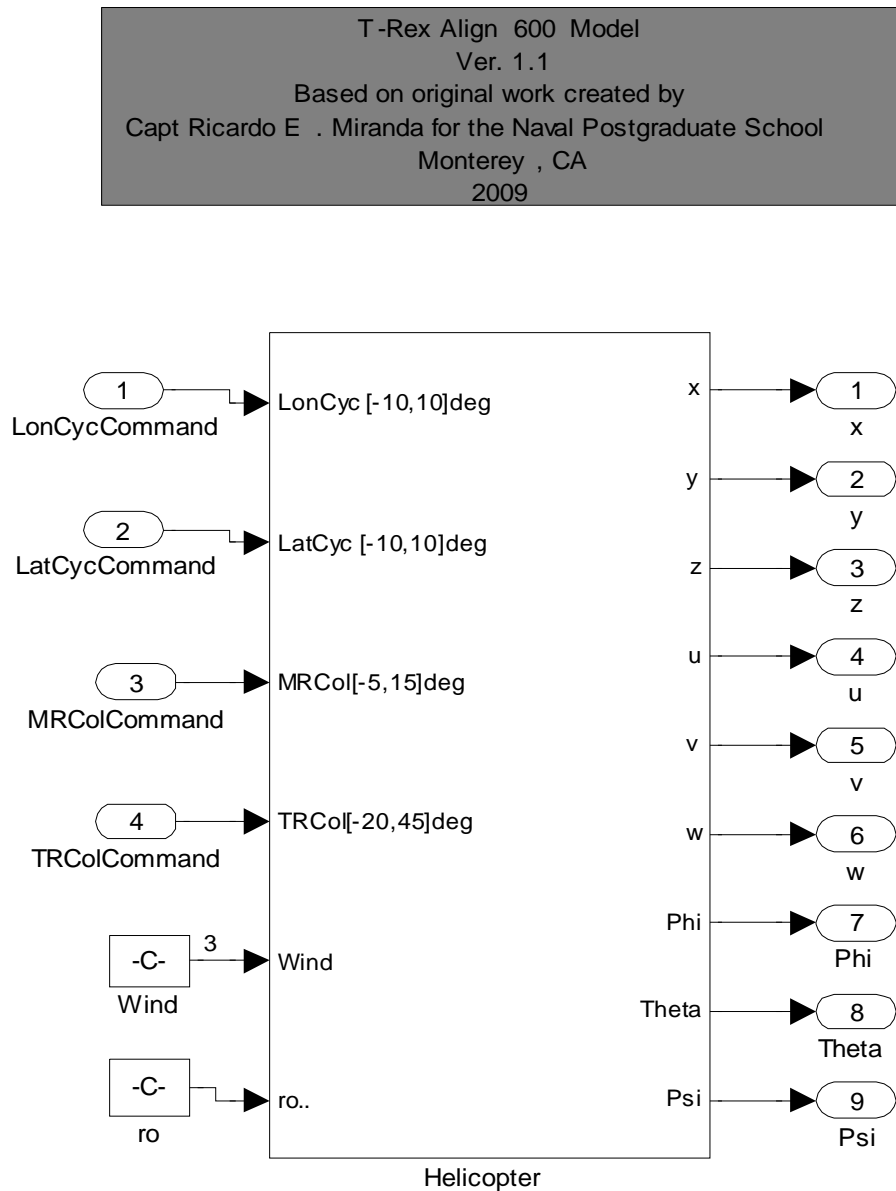 T-Rex Align 600 Model
Ver. 1.1
Based on original work created by
Capt Ricardo E . Miranda for the Naval Postgraduate School
Monterey , CA
2009
1
LonCycCommand
2
LatCycCommand
3
MRColCommand
4
TRColCommand
-C-
3
Wind
-C-
ro
LonCyc [-10,10]deg
LatCyc [-10,10]deg
MRCol[-5,15]deg
TRCol[-20,45]deg
Wind
ro..
x
y
z
u
v
w
Phi
Theta
Psi
Helicopter
1
x
2
y
3
z
4
u
5
v
6
w
7
Phi
8
Theta
9
Psi